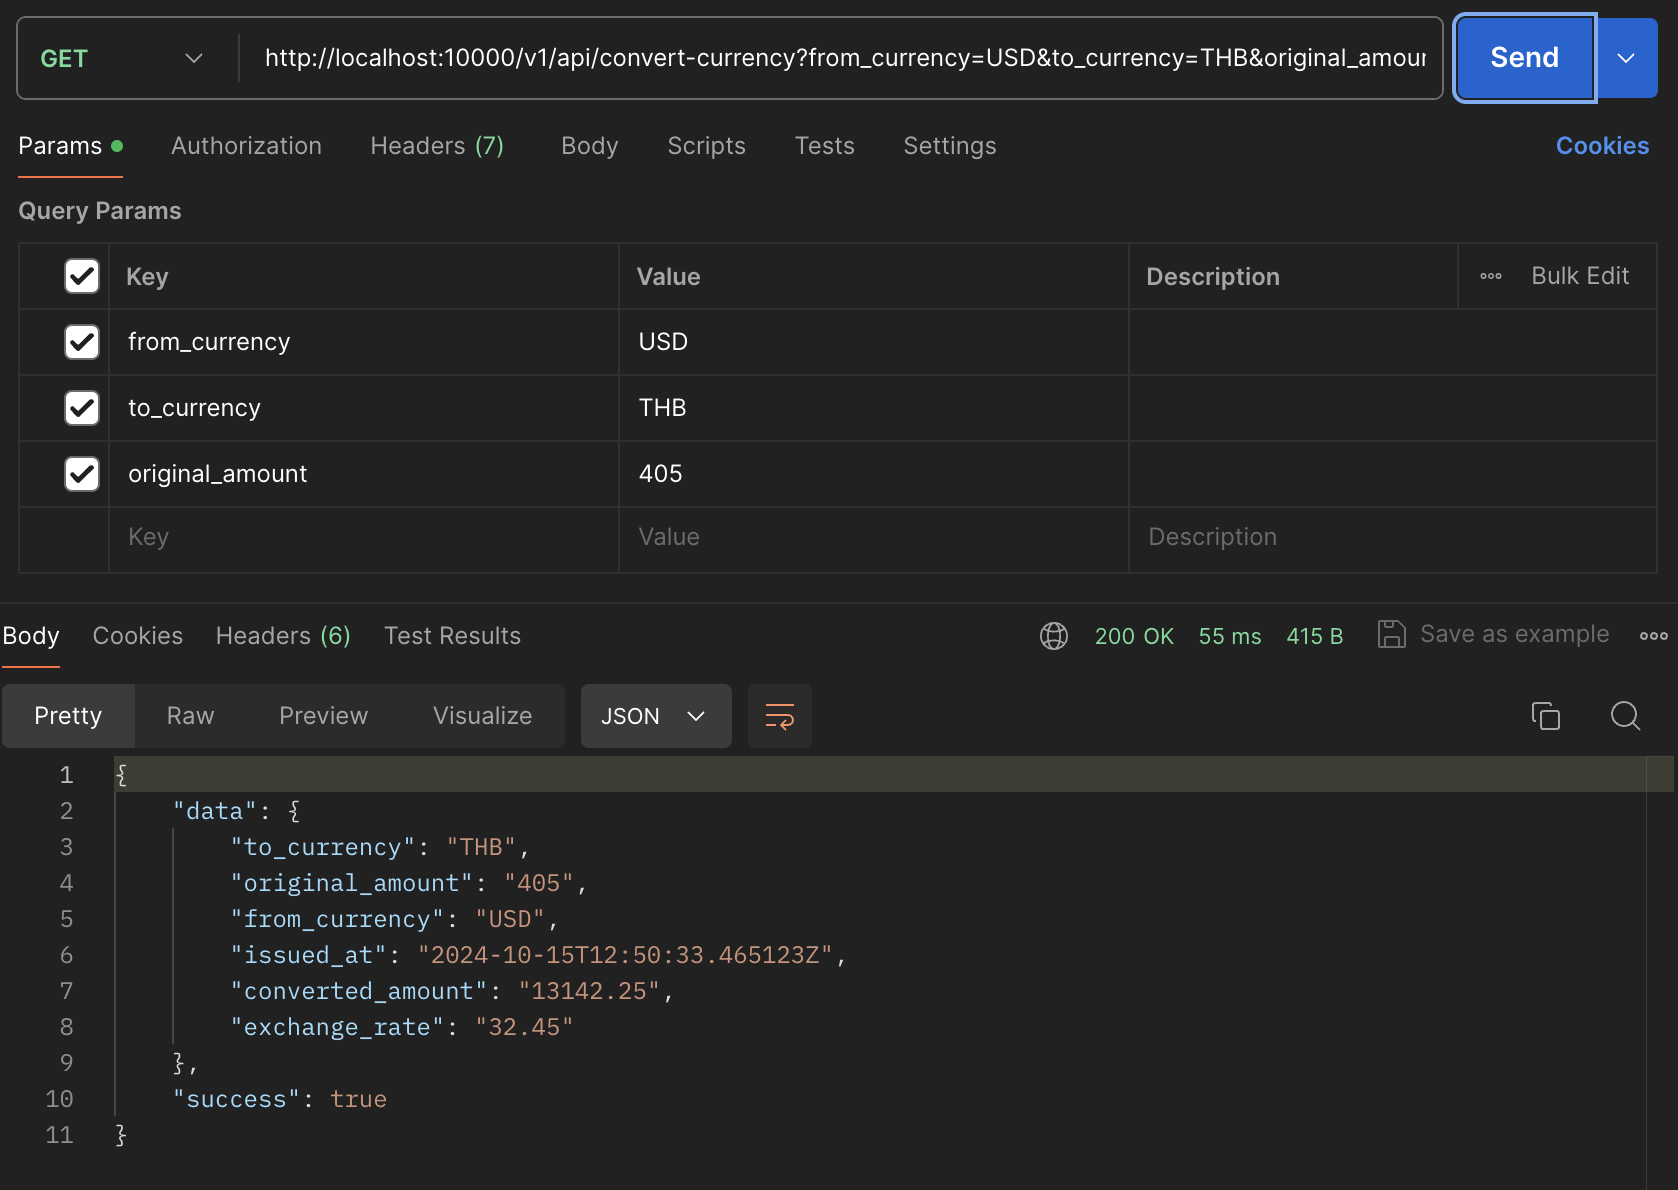 GET http://localhost:10000/v1/api/convert-currency?from_currency=USD&to_currency=THB&original_amour Send
Params Authorization Headers (7) Body Scripts Tests Settings Cookies
Query Params
Key Value Description Bulk Edit
from_currency USD
to_currency THB
original_amount 405
Key Value Description
Body Cookies Headers (6) Test Results 200 OK 55 ms 415 B Save as example
Pretty Raw Preview Visualize JSON
1 {
2 "data": {
3 "to_currency": "THB",
4 "original_amount": "405",
5 "from_currency": "USD",
6 "issued_at": "2024-10-15T12:50:33.465123Z",
7 "converted_amount": "13142.25",
8 "exchange_rate": "32.45"
9 },
10 "success": true
11 }